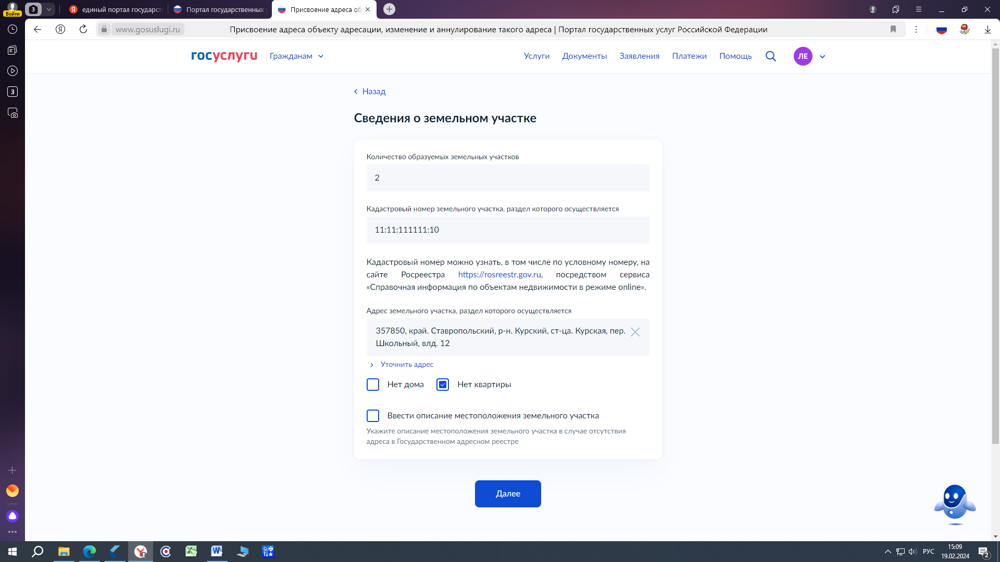 Войти
3
единый портал государст
Портал государственных у
Присвоение адреса об
www.gosuslugi.ru
Присвоение адреса объекту адресации, изменение и аннулирование такого адреса | Портал государственных услуг Российской Федерации
3
госуслуги
Гражданам
Услуги
Документы
Заявления
Платежи
Помощь
ЛЕ
Назад
Сведения о земельном участке
Количество образуемых земельных участков
2
Кадастровый номер земельного участка, раздел которого осуществляется
11:11:111111:10
Кадастровый номер можно узнать, в том числе по условному номеру, на
сайте Росреестра https://rosreestr.gov.ru, посредством сервиса
«Справочная информация по объектам недвижимости в режиме online».
Адрес земельного участка, раздел которого осуществляется
357850, край. Ставропольский, р-н. Курский, ст-ца. Курская, пер.
Школьный, влд. 12
Уточнить адрес
Нет дома
Нет квартиры
Ввести описание местоположения земельного участка
Укажите описание местоположения земельного участка в случае отсутствия
адреса в Государственном адресном реестре
Далее
РУС
15:09
19.02.2024
2